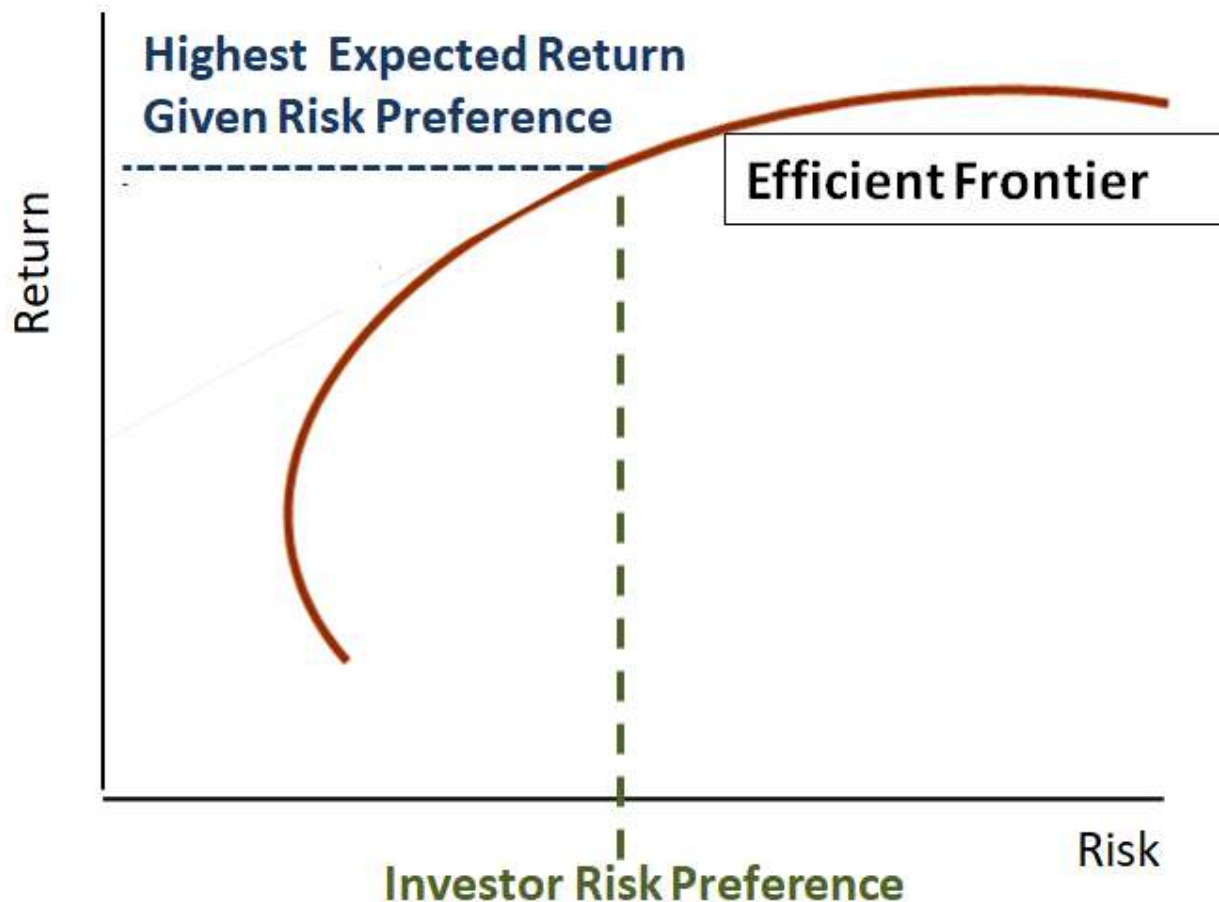 Highest Expected Return
Given Risk Preference
Efficient Frontier
Return
Risk
Investor Risk Preference